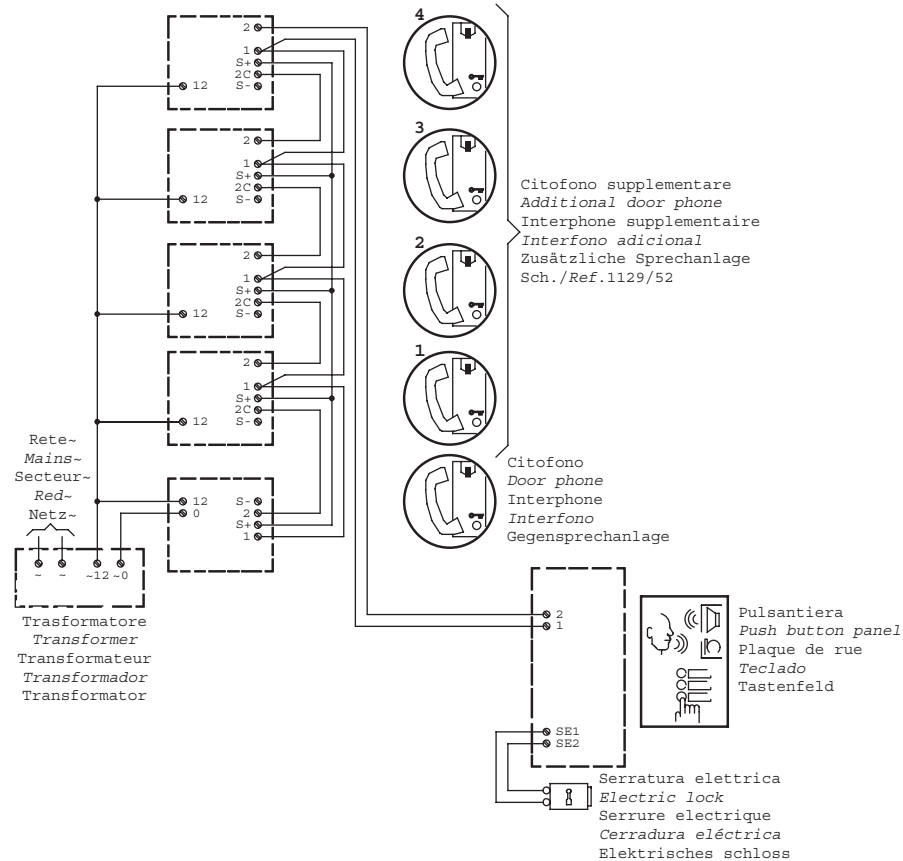 2
1
S+
2C
S-
12
4
2
1
S+
2C
S-
12
3
2
1
S+
2C
S-
12
2
2
1
S+
2C
S-
12
1
Citofono supplementare
Additional door phone
Interphone supplementaire
Interfono adicional
Zusätzliche Sprechanlage
Sch./Ref.1129/52
Rete~
Mains~
Secteur~
Red~
Netz~
12
0
S-
2
S+
1
Citofono
Door phone
Interphone
Interfono
Gegensprechanlage
~ ~ ~12 ~0
Trasformatore
Transformer
Transformateur
Transformador
Transformator
2
1
SE1
SE2
Pulsantiera
Push button panel
Plaque de rue
Teclado
Tastenfeld
Serratura elettrica
Electric lock
Serrure electrique
Cerradura eléctrica
Elektrisches schloss